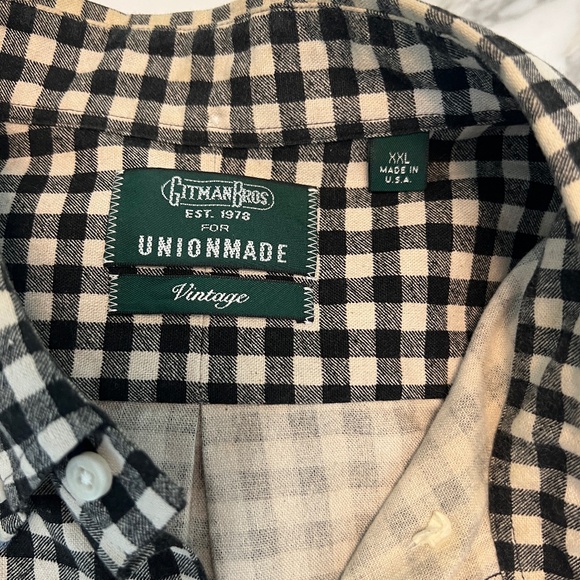 GITMAN BROS
EST. 1978
FOR
UNIONMADE
Vintage
XXL
MADE IN
U.S.A.